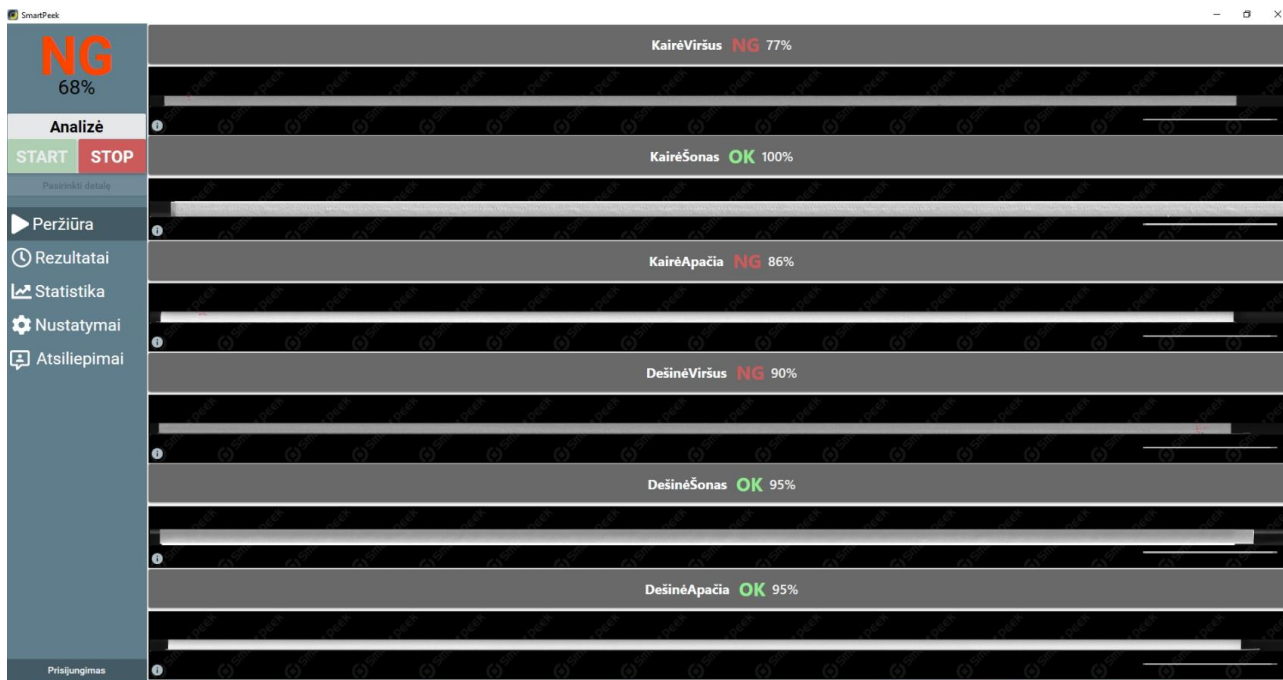 SmartPeek
NG
68%
Analizė
START STOP
Pasirinkti detalę
Peržiūra
Rezultatai
Statistika
Nustatymai
Atsiliepimai
Prisijungimas
KairėViršus NG 77%
KairėŠonas OK 100%
KairėApačia NG 86%
DešinėViršus NG 90%
DešinėŠonas OK 95%
DešinėApačia OK 95%